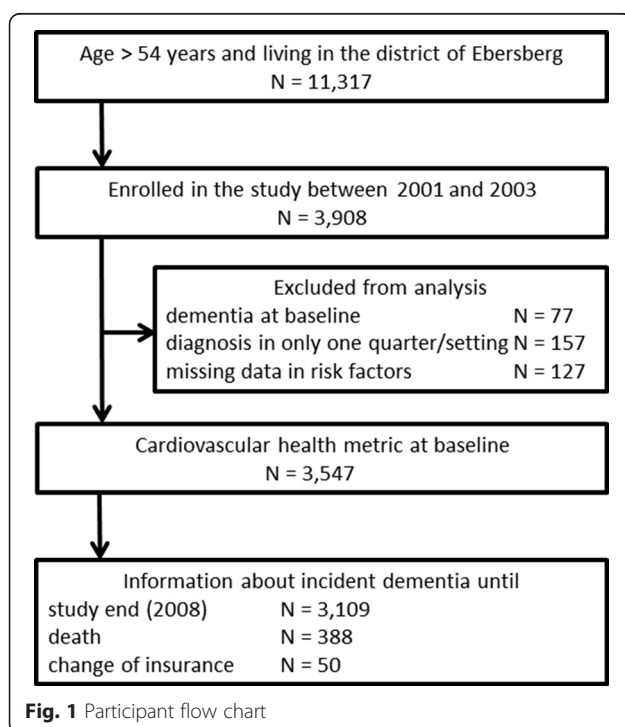 Age > 54 years and living in the district of Ebersberg
N = 11,317
Enrolled in the study between 2001 and 2003
N = 3,908
Excluded from analysis
dementia at baseline N = 77
diagnosis in only one quarter/setting N = 157
missing data in risk factors N = 127
Cardiovascular health metric at baseline
N = 3,547
Information about incident dementia until
study end (2008) N = 3,109
death N = 388
change of insurance N = 50
Fig. 1 Participant flow chart